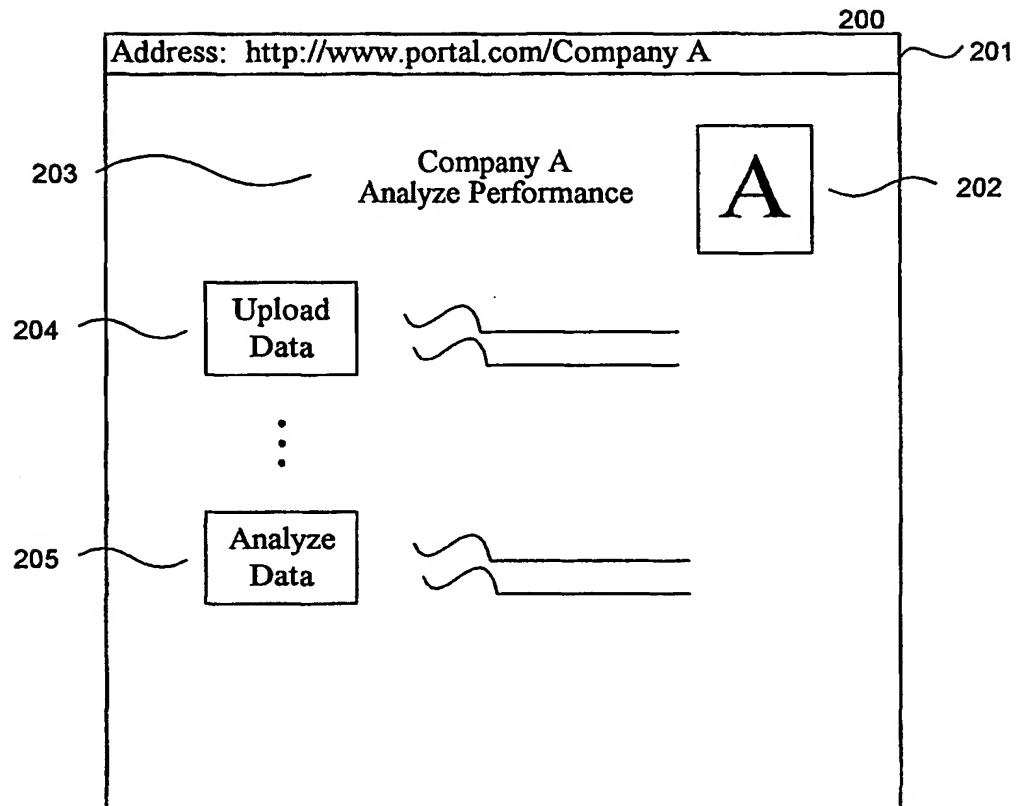 200
Address: http://www.portal.com/Company A
201
203
Company A
Analyze Performance
A
202
204
Upload
Data
205
Analyze
Data